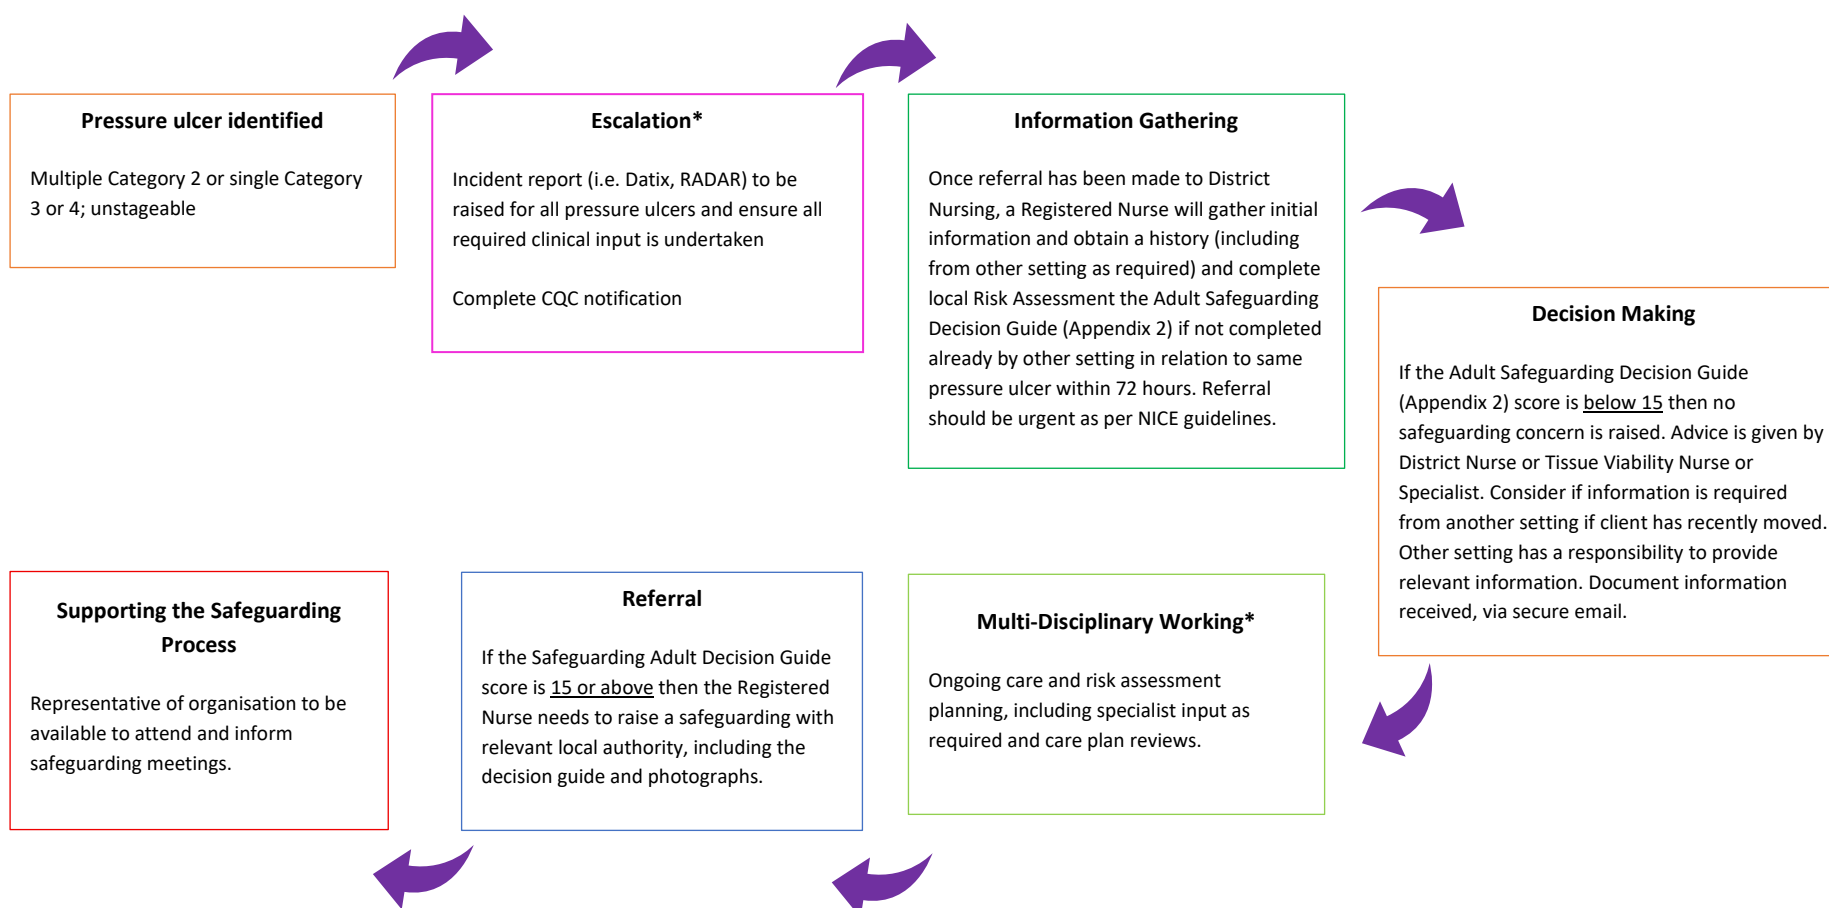 Pressure ulcer identified
Multiple Category 2 or single Category
3 or 4; unstageable
Escalation*
Incident report (i.e. Datix, RADAR) to be
raised for all pressure ulcers and ensure all
required clinical input is undertaken
Complete CQC notification
Information Gathering
Once referral has been made to District
Nursing, a Registered Nurse will gather initial
information and obtain a history (including
from other setting as required) and complete
local Risk Assessment the Adult Safeguarding
Decision Guide (Appendix 2) if not completed
already by other setting in relation to same
pressure ulcer within 72 hours. Referral
should be urgent as per NICE guidelines.
Decision Making
If the Adult Safeguarding Decision Guide
(Appendix 2) score is below 15 then no
safeguarding concern is raised. Advice is given by
District Nurse or Tissue Viability Nurse or
Specialist. Consider if information is required
from another setting if client has recently moved.
Other setting has a responsibility to provide
relevant information. Document information
received, via secure email.
Multi-Disciplinary Working*
Ongoing care and risk assessment
planning, including specialist input as
required and care plan reviews.
Referral
If the Safeguarding Adult Decision Guide
score is 15 or above then the Registered
Nurse needs to raise a safeguarding with
relevant local authority, including the
decision guide and photographs.
Supporting the Safeguarding
Process
Representative of organisation to be
available to attend and inform
safeguarding meetings.